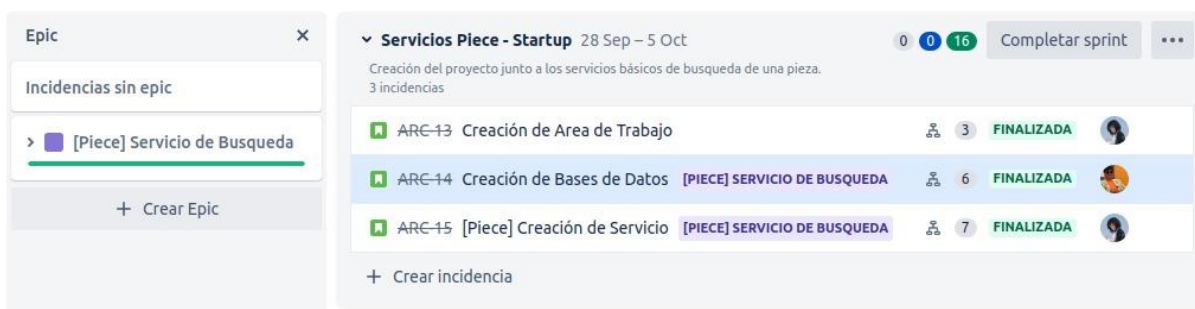 Epic
Incidencias sin epic
[Piece] Servicio de Busqueda
+ Crear Epic
Servicios Piece - Startup 28 Sep – 5 Oct 0 0 16 Completar sprint ...
Creación del proyecto junto a los servicios básicos de busqueda de una pieza.
3 incidencias
ARC-13 Creación de Area de Trabajo 3 FINALIZADA
ARC-14 Creación de Bases de Datos [PIECE] SERVICIO DE BUSQUEDA 6 FINALIZADA
ARC-15 [Piece] Creación de Servicio [PIECE] SERVICIO DE BUSQUEDA 7 FINALIZADA
+ Crear incidencia